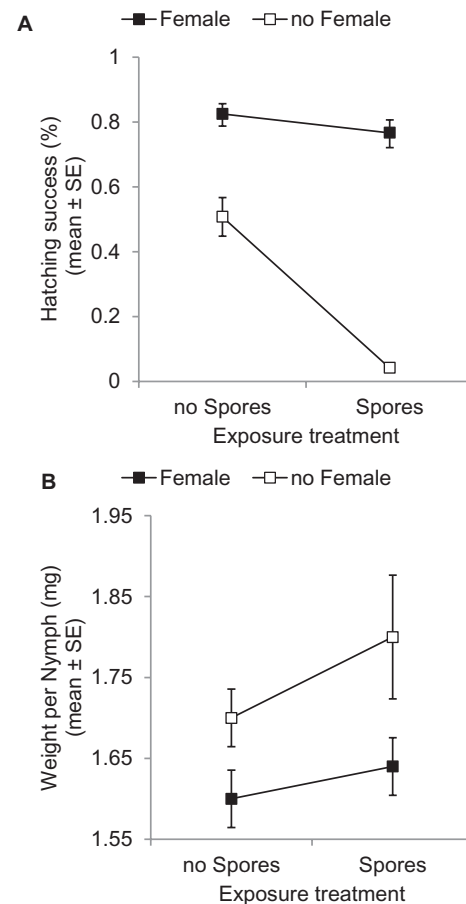 A
Female no Female
Hatching success (%)
(mean ± SE)
1
0.8
0.6
0.4
0.2
0
no Spores Spores
Exposure treatment
B
Female no Female
Weight per Nymph (mg)
(mean ± SE)
1.95
1.85
1.75
1.65
1.55
no Spores Spores
Exposure treatment